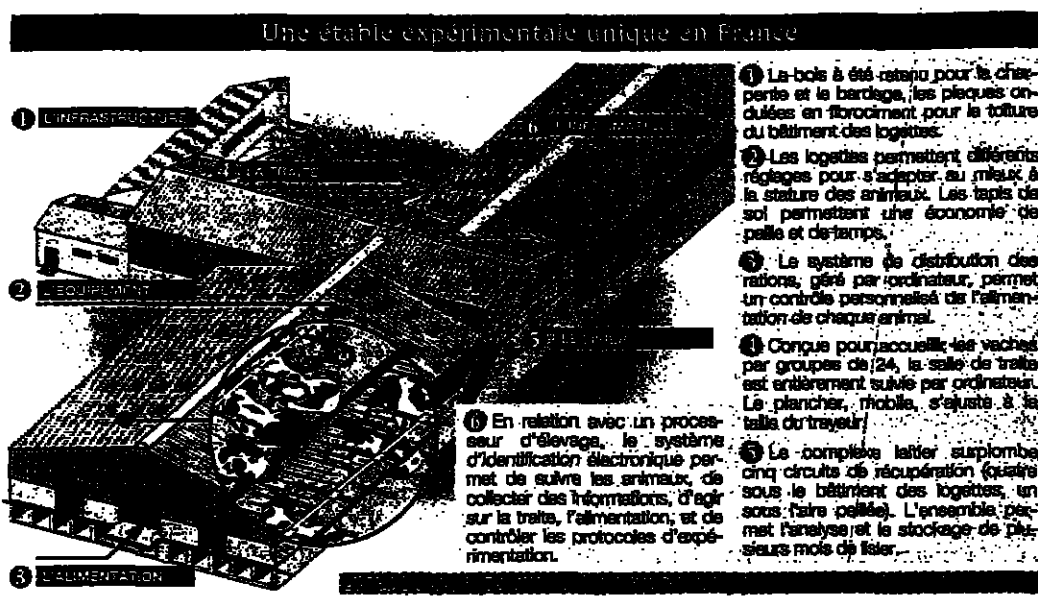 Une étable expérimentale unique en France
1 L'INFRASTRUCTURE
2 L'EQUIPEMENT
3 L'ALIMENTATION
6
5
1 Le bois à été retenu pour la char-
pente et le bardage, les plaques on-
dulées en fibrociment pour la toiture
du bâtiment des logettes.
2 Les logettes permettent différents
réglages pour s'adapter au mieux à
la stature des animaux. Les tapis de
sol permettent une économie de
paille et de temps.
3 Le système de distribution des
rations, géré par ordinateur, permet
un contrôle personnalisé de l'alimen-
tation de chaque animal.
4 Conçue pour accueillir les vaches
par groupes de 24, la salle de traite
est entièrement suivie par ordinateur.
Le plancher, mobile, s'ajuste à la
taille du trayeur.
5 Le complexe laitier surplombe
cinq circuits de récupération (quatre
sous le bâtiment des logettes, un
sous l'aire paillée). L'ensemble per-
met l'analyse et le stockage de plu-
sieurs mois de lisier.
6 En relation avec un proces-
seur d'élevage, le système
d'identification électronique per-
met de suivre les animaux, de
collecter des informations, d'agir
sur la traite, l'alimentation, et de
contrôler les protocoles d'expé-
rimentation.